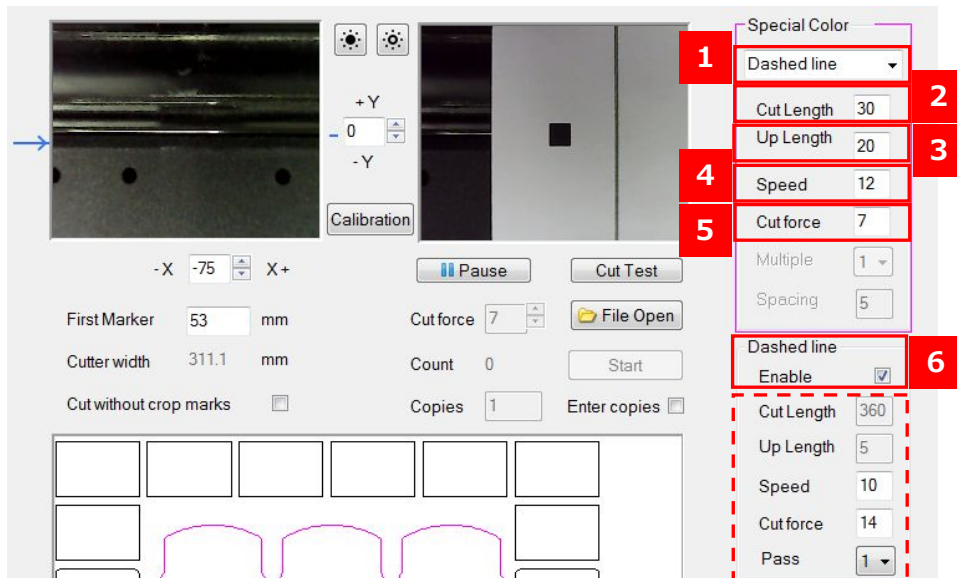 Special Color
1
Dashed line
2
Cut Length 30
+ Y
0
- Y
Up Length 20
3
4
Speed 12
Calibration
5
Cut force 7
- X -75 X +
Pause
Cut Test
Multiple 1
Spacing 5
First Marker 53 mm
Cut force 7
File Open
Cutter width 311.1 mm
Count 0
Start
Dashed line
6
Enable
Cut without crop marks
Copies 1
Enter copies
Cut Length 360
Up Length 5
Speed 10
Cut force 14
Pass 1